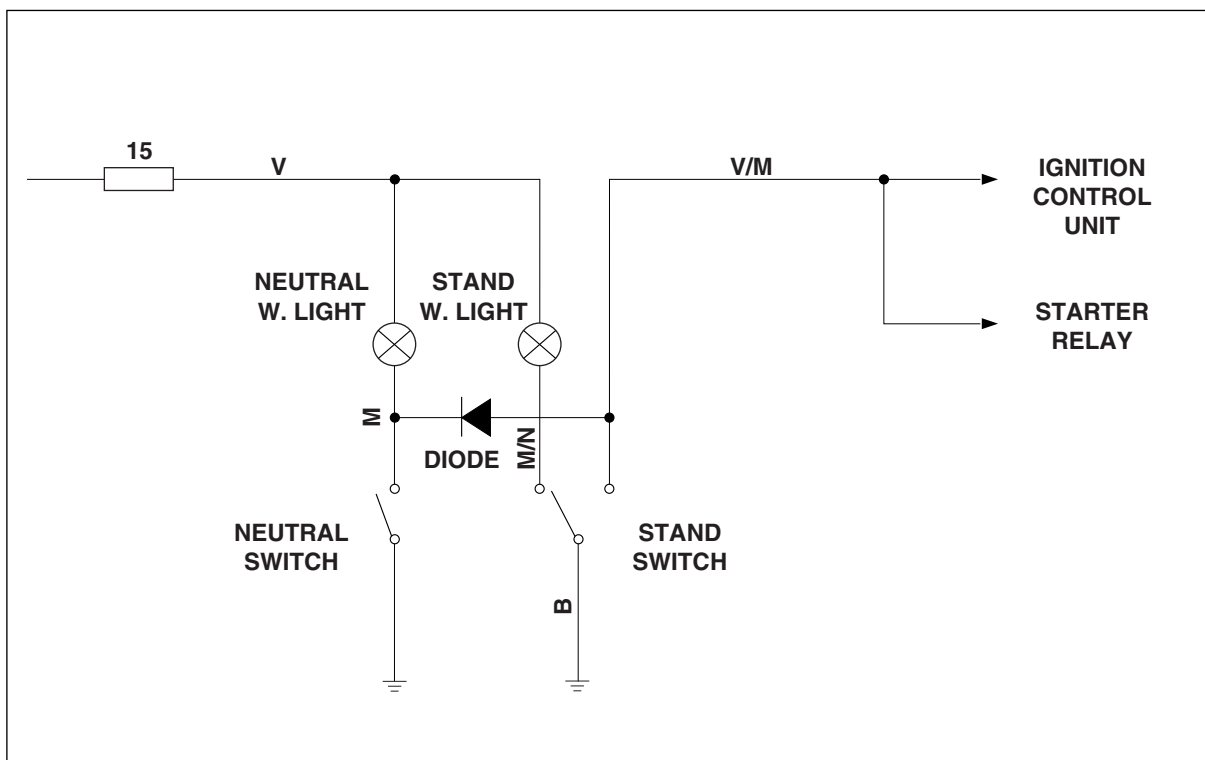 15
V
V/M
IGNITION
CONTROL
UNIT
NEUTRAL
W. LIGHT
STAND
W. LIGHT
STARTER
RELAY
M
DIODE
M/N
NEUTRAL
SWITCH
STAND
SWITCH
B